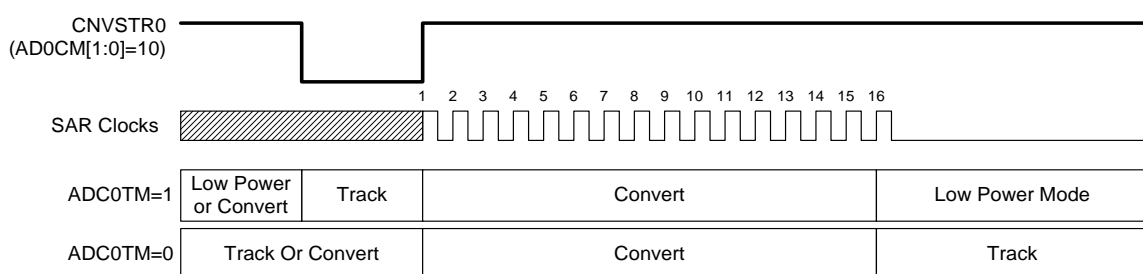 CNVSTR0
(AD0CM[1:0]=10)
1 2 3 4 5 6 7 8 9 10 11 12 13 14 15 16
SAR Clocks
ADC0TM=1
Low Power
or Convert
Track
Convert
Low Power Mode
ADC0TM=0
Track Or Convert
Convert
Track